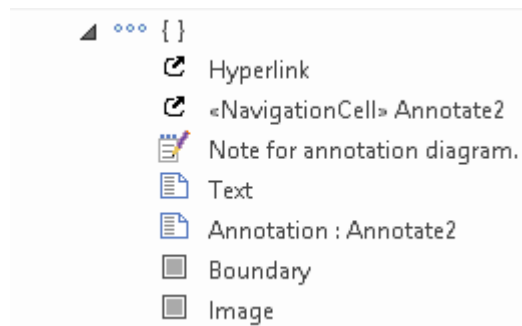 { }
Hyperlink
«NavigationCell» Annotate2
Note for annotation diagram.
Text
Annotation : Annotate2
Boundary
Image